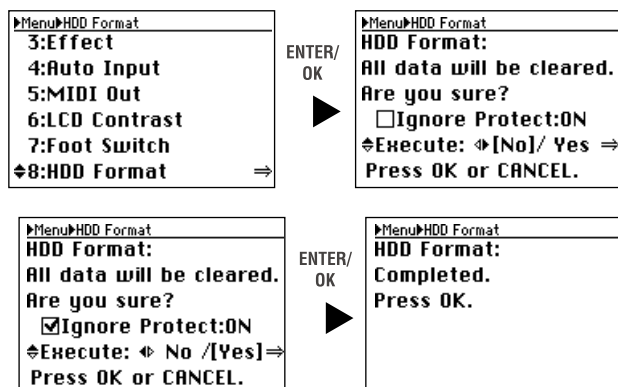 ▶Menu▶HDD Format
3:Effect
4:Auto Input
5:MIDI Out
6:LCD Contrast
7:Foot Switch
♦8:HDD Format ⇒
ENTER/
OK
▶Menu▶HDD Format
HDD Format:
All data will be cleared.
Are you sure?
☐Ignore Protect:ON
♦Execute: ◂▸[No]/ Yes ⇒
Press OK or CANCEL.
▶Menu▶HDD Format
HDD Format:
All data will be cleared.
Are you sure?
☑Ignore Protect:ON
♦Execute: ◂▸ No /[Yes]⇒
Press OK or CANCEL.
ENTER/
OK
▶Menu▶HDD Format
HDD Format:
Completed.
Press OK.